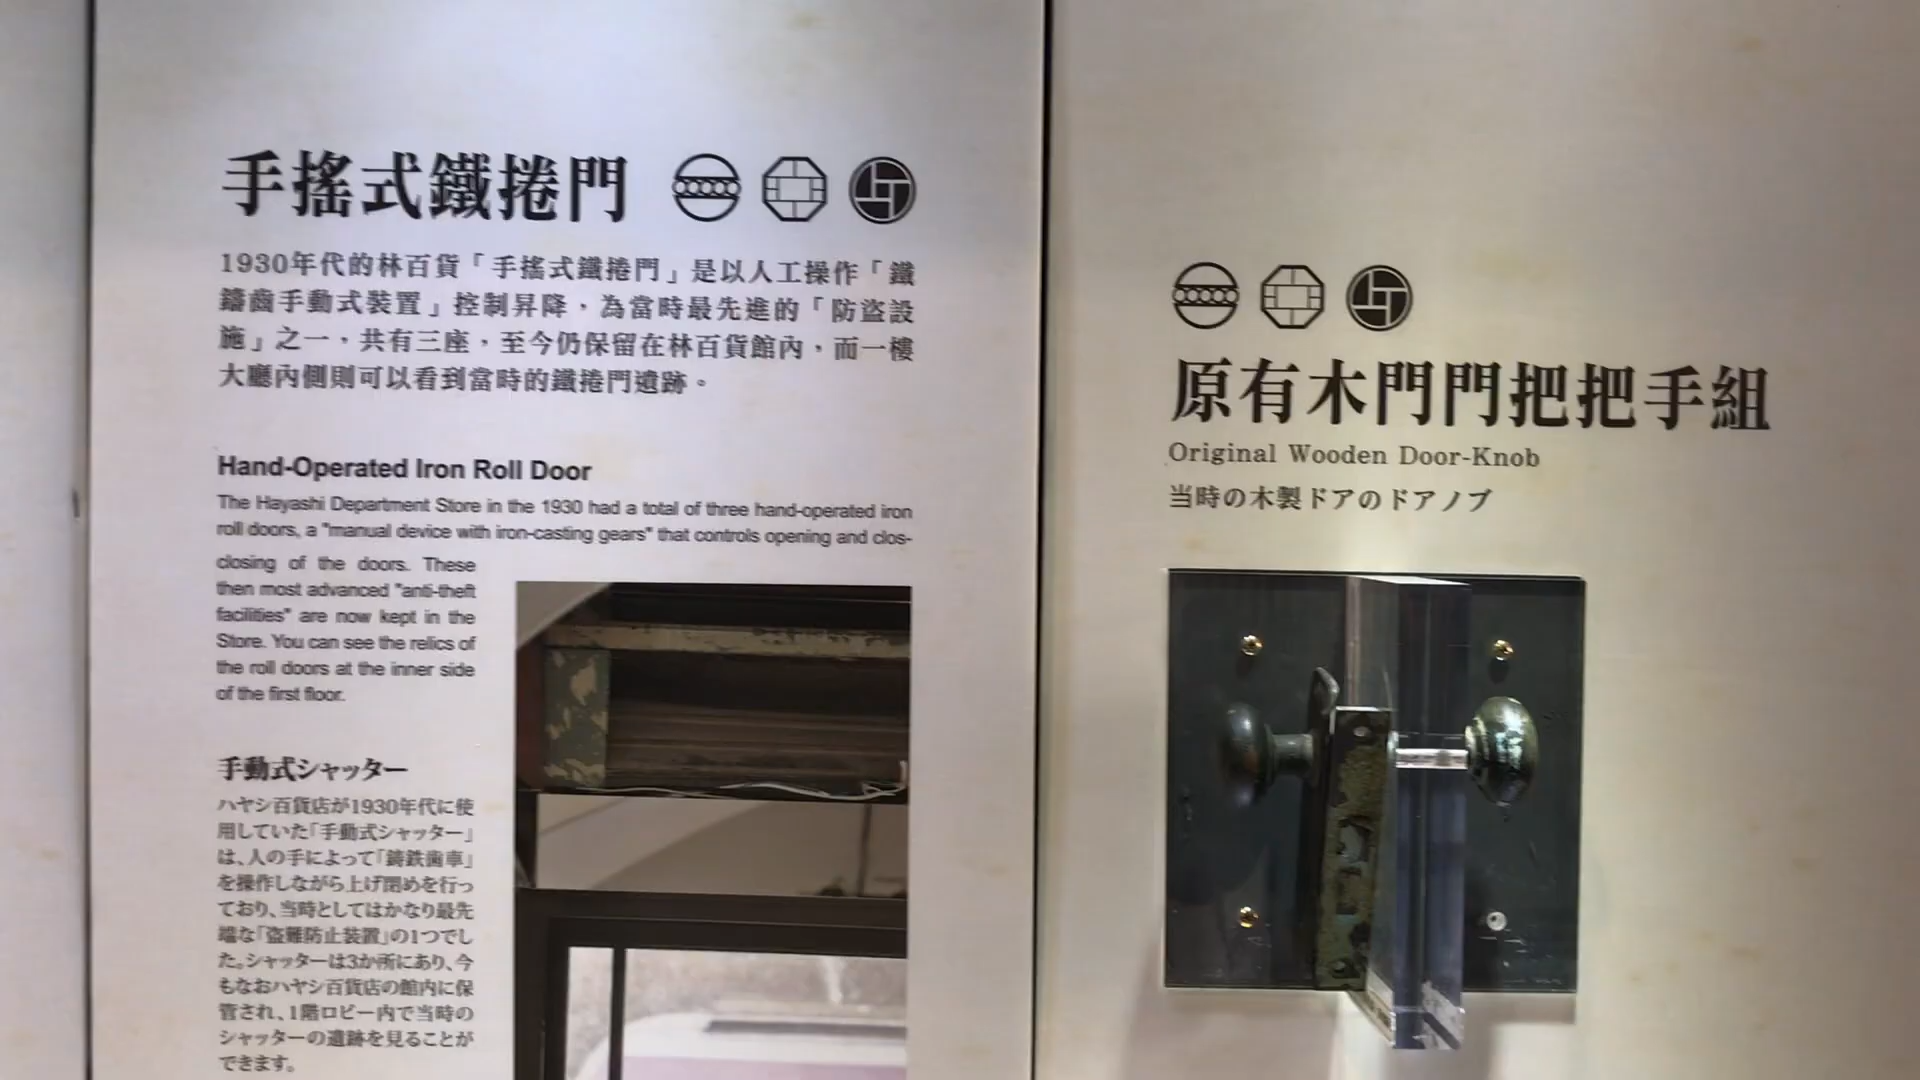 手搖式鐵捲門
1930年代的林百貨「手搖式鐵捲門」是以人工操作「鐵
鑄齒手動式裝置」控制昇降，為當時最先進的「防盜設
施」之一，共有三座，至今仍保留在林百貨館內，而一樓
大廳內側則可以看到當時的鐵捲門遺跡。
Hand-Operated Iron Roll Door
The Hayashi Department Store in the 1930 had a total of three hand-operated iron
roll doors, a "manual device with iron-casting gears" that controls opening and clos-
closing of the doors. These
then most advanced "anti-theft
facilities" are now kept in the
Store. You can see the relics of
the roll doors at the inner side
of the first floor.
手動式シャッター
ハヤシ百貨店が1930年代に使
用していた「手動式シャッター」
は、人の手によって「鋳鉄歯車」
を操作しながら上げ閉めを行っ
ており、当時としてはかなり最先
端な「盗難防止装置」の1つでし
た。シャッターは3か所にあり、今
もなおハヤシ百貨店の館内に保
管され、1階ロビー内で当時の
シャッターの遺跡を見ることが
できます。
原有木門門把把手組
Original Wooden Door-Knob
当時の木製ドアのドアノブ